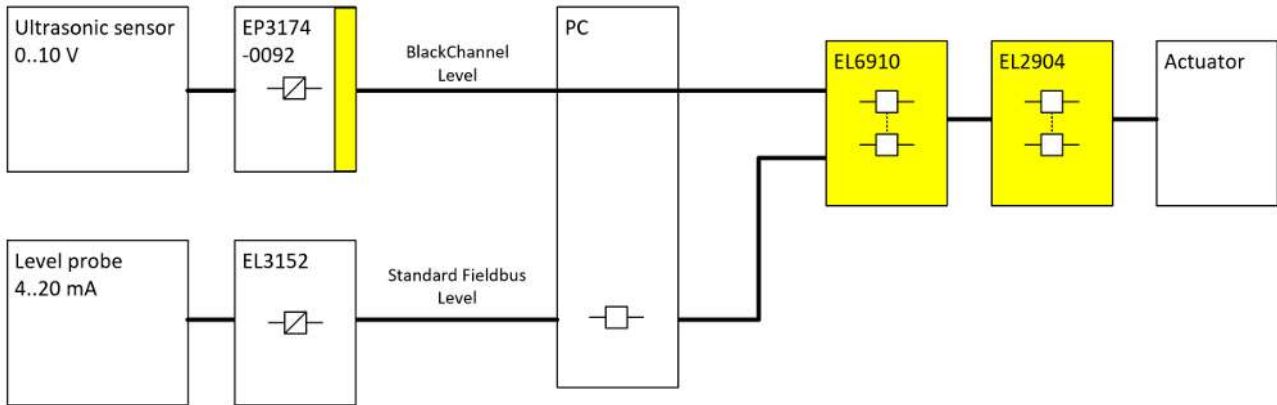 Ultrasonic sensor
0..10 V
EP3174
-0092
BlackChannel
Level
PC
EL6910
EL2904
Actuator
Level probe
4..20 mA
EL3152
Standard Fieldbus
Level